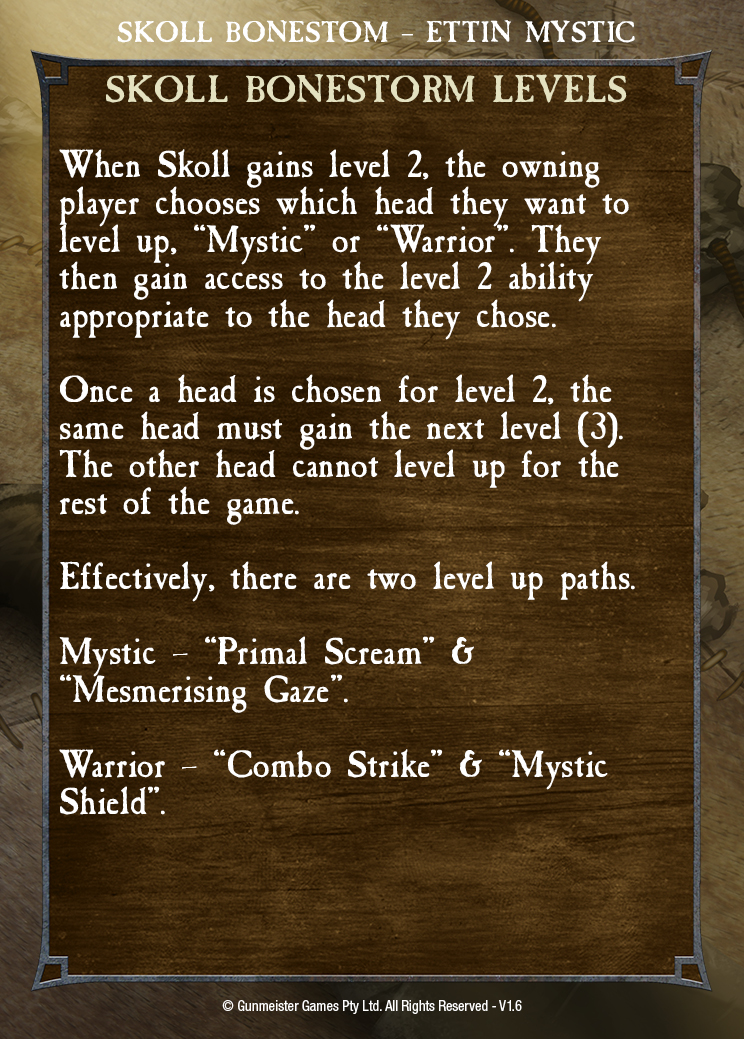 SKOLL BONESTOM – ETTIN MYSTIC
SKOLL BONESTORM LEVELS
When Skoll gains level 2, the owning
player chooses which head they want to
level up, “Mystic” or “Warrior”. They
then gain access to the level 2 ability
appropriate to the head they chose.
Once a head is chosen for level 2, the
same head must gain the next level (3).
The other head cannot level up for the
rest of the game.
Effectively, there are two level up paths.
Mystic – “Primal Scream” &
“Mesmerising Gaze”.
Warrior – “Combo Strike” & “Mystic
Shield”.
© Gunmeister Games Pty Ltd. All Rights Reserved - V1.6